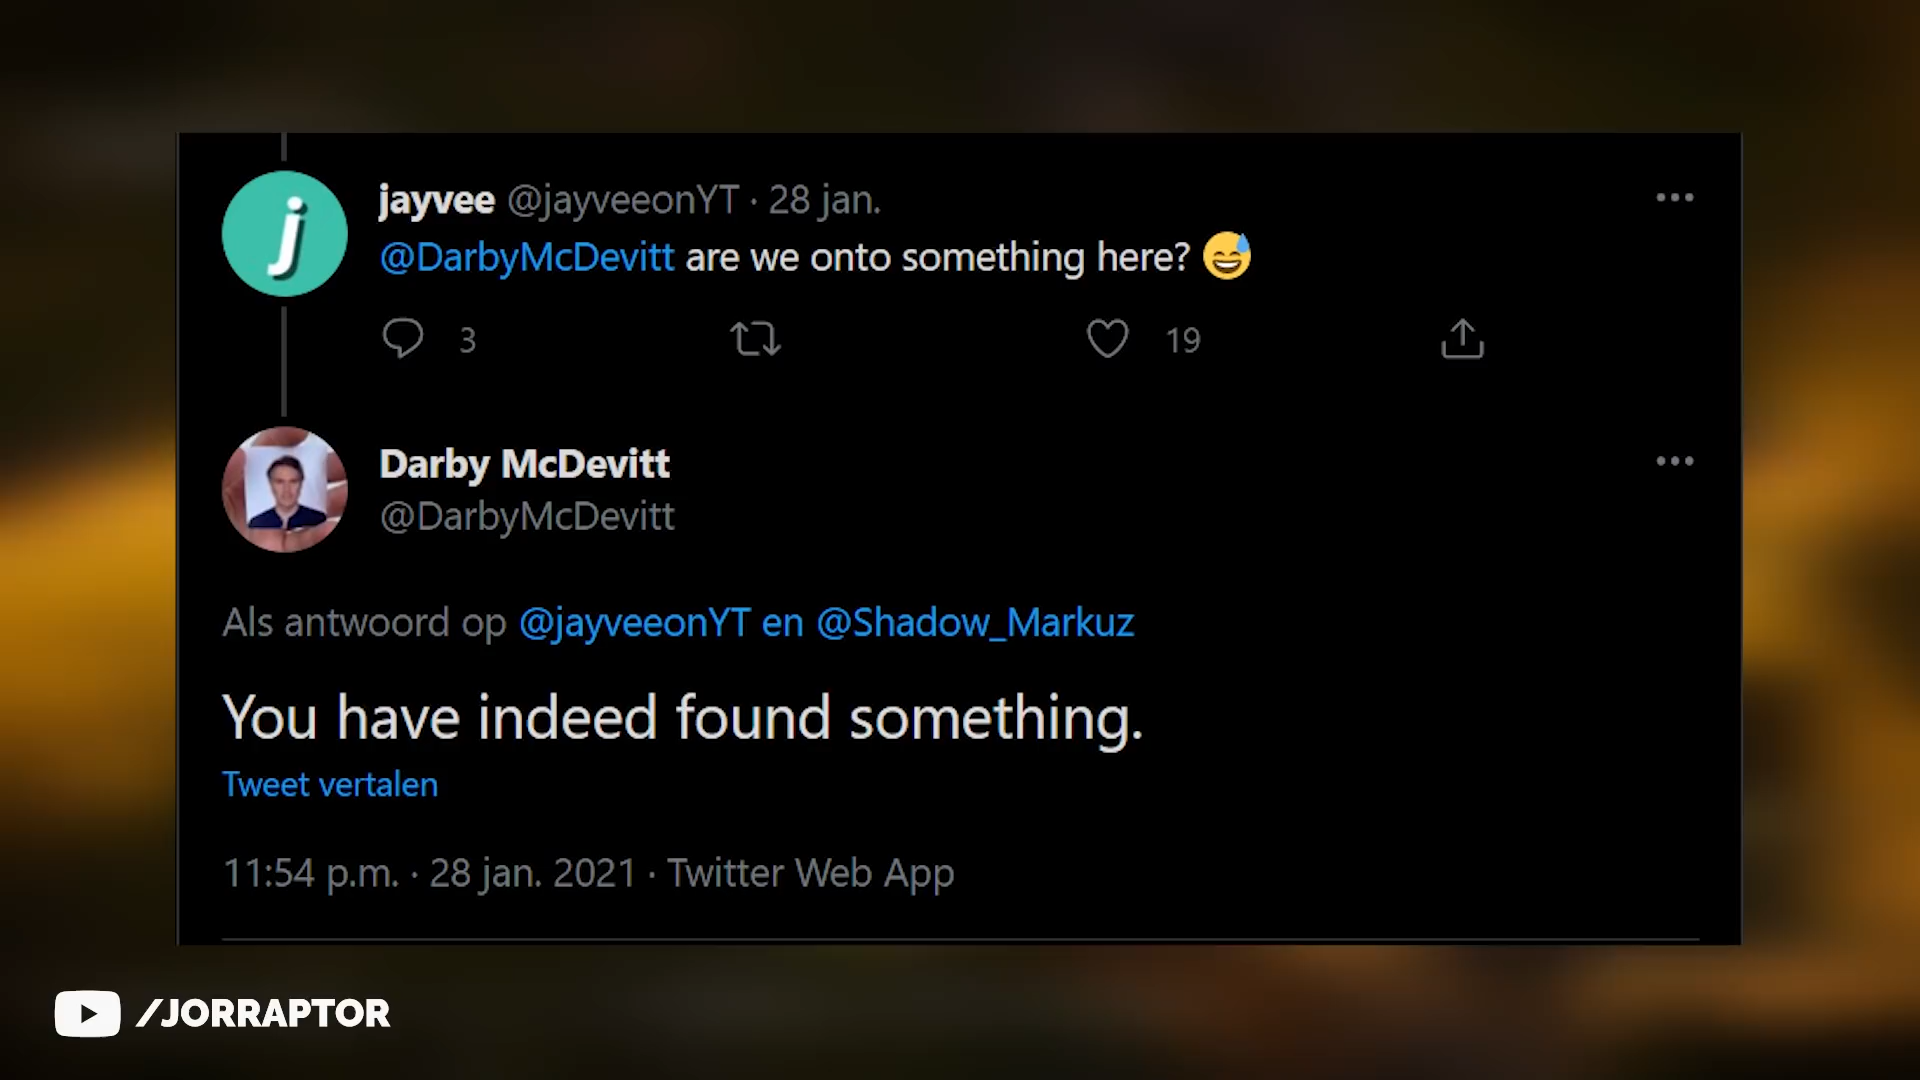 jayvee @jayveeonYT · 28 jan.
@DarbyMcDevitt are we onto something here? 😅
3 19
Darby McDevitt
@DarbyMcDevitt
Als antwoord op @jayveeonYT en @Shadow_Markuz
You have indeed found something.
Tweet vertalen
11:54 p.m. · 28 jan. 2021 · Twitter Web App
/JORRAPTOR